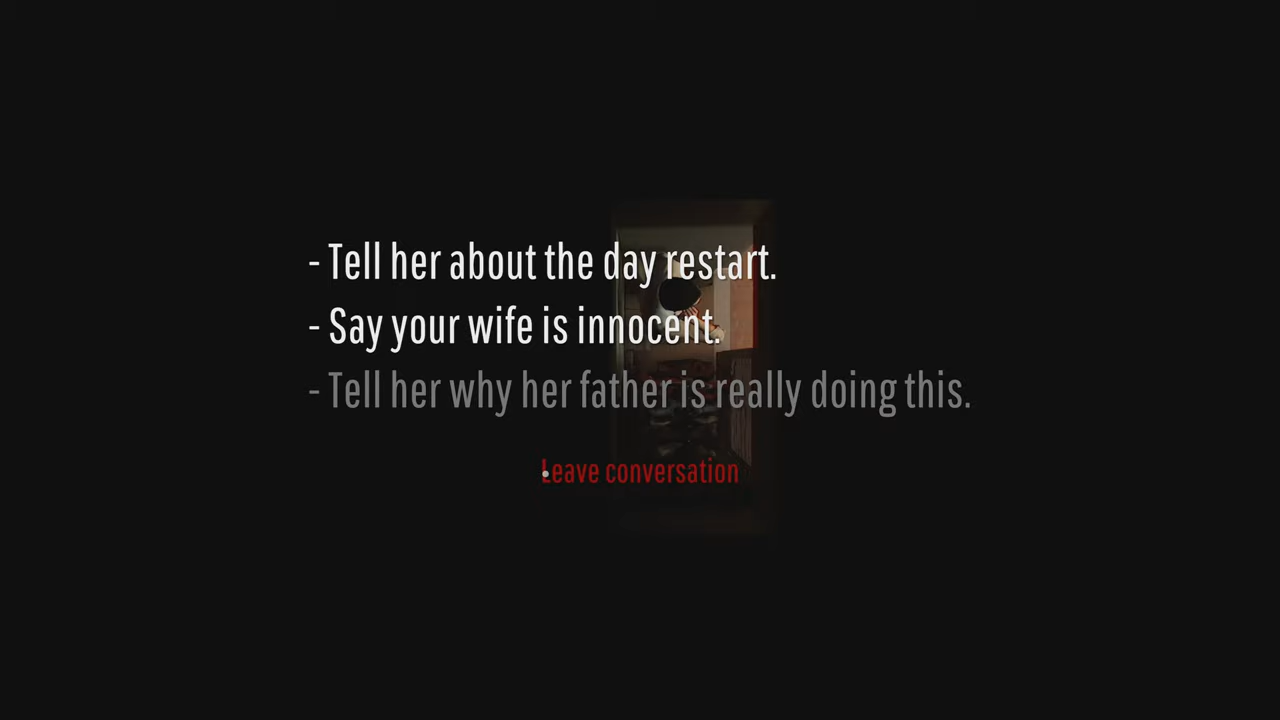 - Tell her about the day restart.
- Say your wife is innocent.
- Tell her why her father is really doing this.
Leave conversation